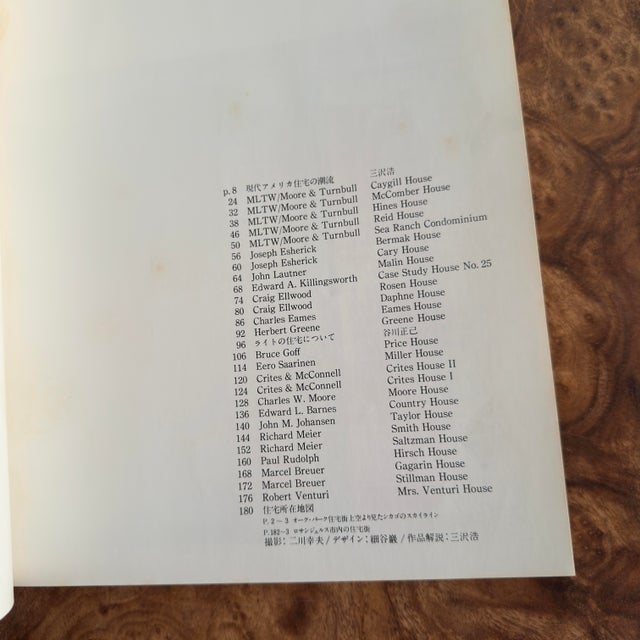 p. 8 現代アメリカ住宅の潮流 三沢浩
24 MLTW/Moore & Turnbull Caygill House
32 MLTW/Moore & Turnbull McComber House
38 MLTW/Moore & Turnbull Hines House
46 MLTW/Moore & Turnbull Reid House
50 MLTW/Moore & Turnbull Sea Ranch Condominium
56 Joseph Esherick Bermak House
60 Joseph Esherick Cary House
64 John Lautner Malin House
68 Edward A. Killingsworth Case Study House No. 25
74 Craig Ellwood Rosen House
80 Craig Ellwood Daphne House
86 Charles Eames Eames House
92 Herbert Greene Greene House
96 ライトの住宅について 谷川正己
106 Bruce Goff Price House
114 Eero Saarinen Miller House
120 Crites & McConnell Crites House II
124 Crites & McConnell Crites House I
128 Charles W. Moore Moore House
136 Edward L. Barnes Country House
140 John M. Johansen Taylor House
144 Richard Meier Smith House
152 Richard Meier Saltzman House
160 Paul Rudolph Hirsch House
168 Marcel Breuer Gagarin House
172 Marcel Breuer Stillman House
176 Robert Venturi Mrs. Venturi House
180 住宅所在地図
P. 2―3 オーク・パーク住宅街上空より見たシカゴのスカイライン
P. 182―3 ロサンジェルス市内の住宅街
撮影：二川幸夫/デザイン：細谷巖/作品解説：三沢浩